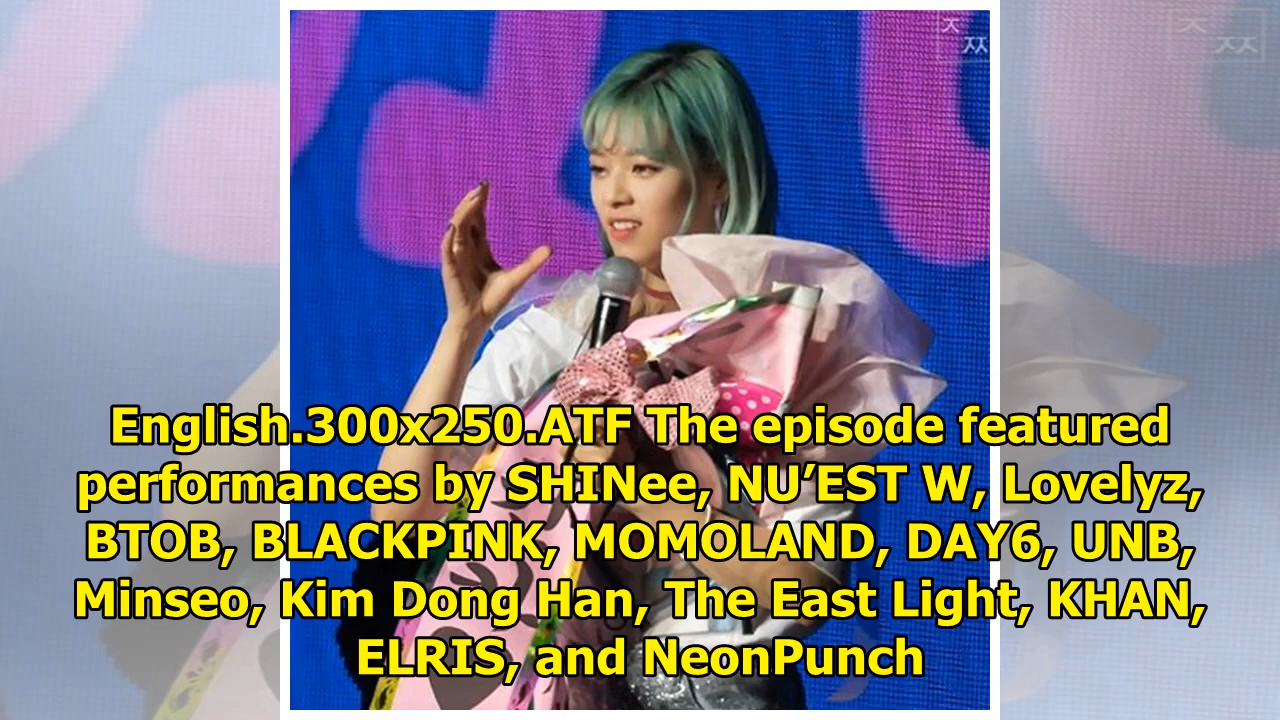 ㅈ
ㅉ
ㅈ
ㅉ
English.300x250.ATF The episode featured
performances by SHINee, NU’EST W, Lovelyz,
BTOB, BLACKPINK, MOMOLAND, DAY6, UNB,
Minseo, Kim Dong Han, The East Light, KHAN,
ELRIS, and NeonPunch